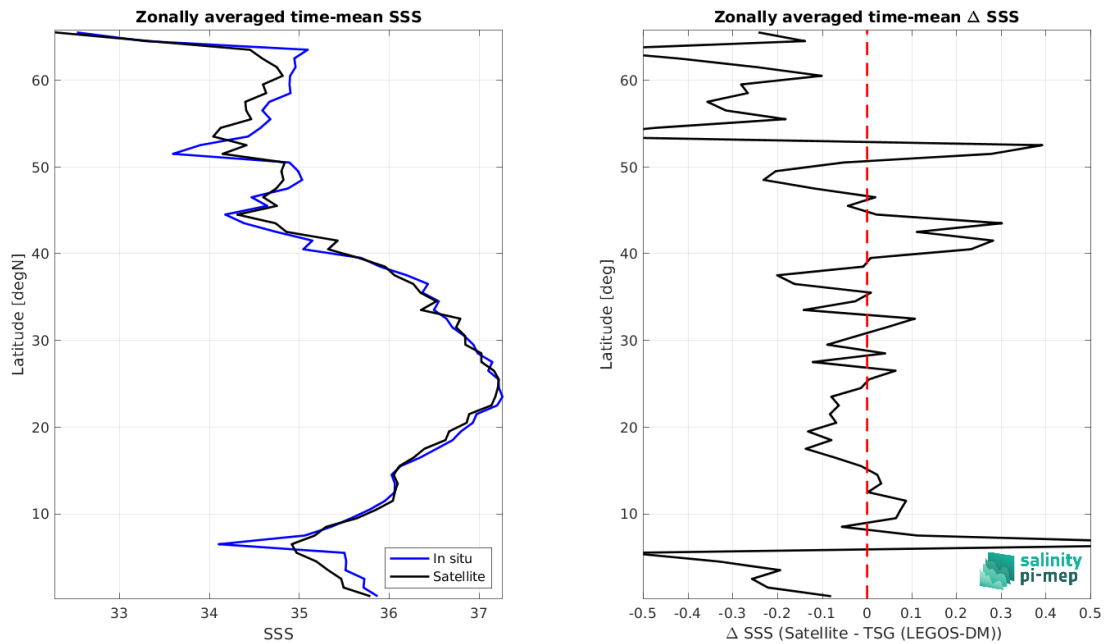 Zonally averaged time-mean SSS
60
50
40
30
20
10
Latitude [degN]
33
34
35
36
37
SSS
In situ
Satellite
Zonally averaged time-mean Δ SSS
60
50
40
30
20
10
Latitude [deg]
-0.5
-0.4
-0.3
-0.2
-0.1
0
0.1
0.2
0.3
0.4
0.5
Δ SSS (Satellite - TSG (LEGOS-DM))
salinity
pi-mep